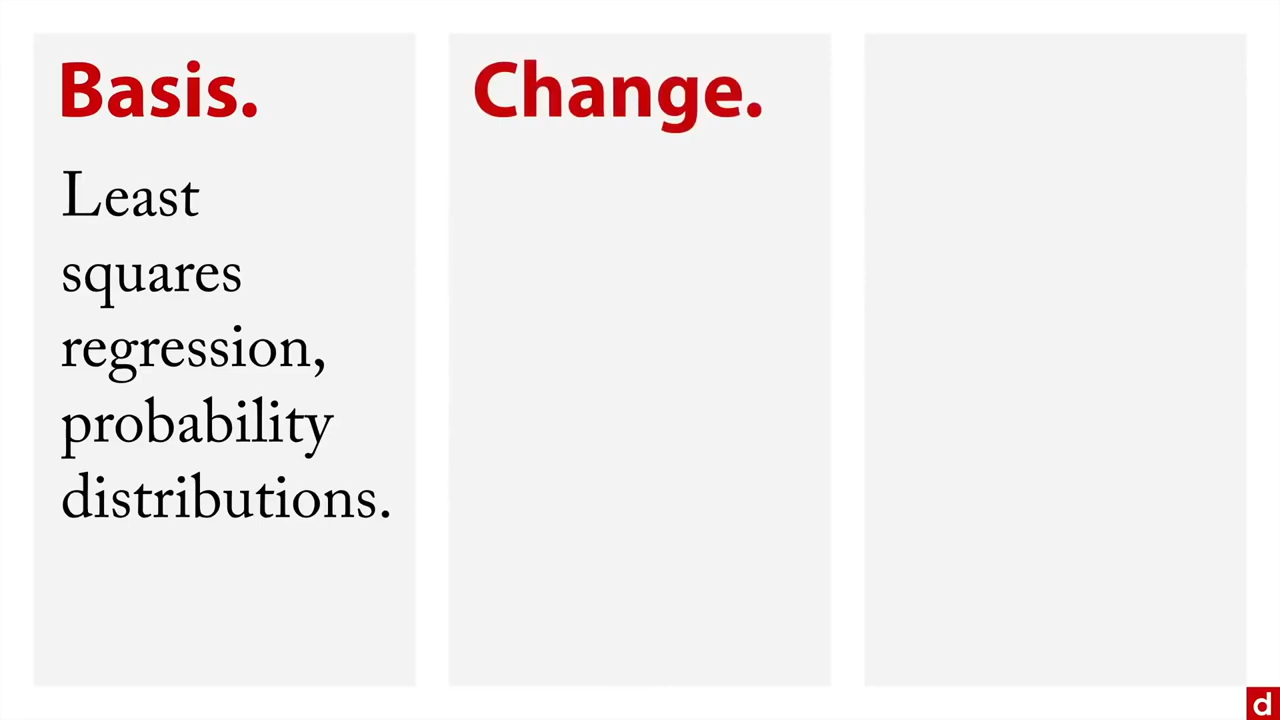 Basis.
Least
squares
regression,
probability
distributions.
Change.
d